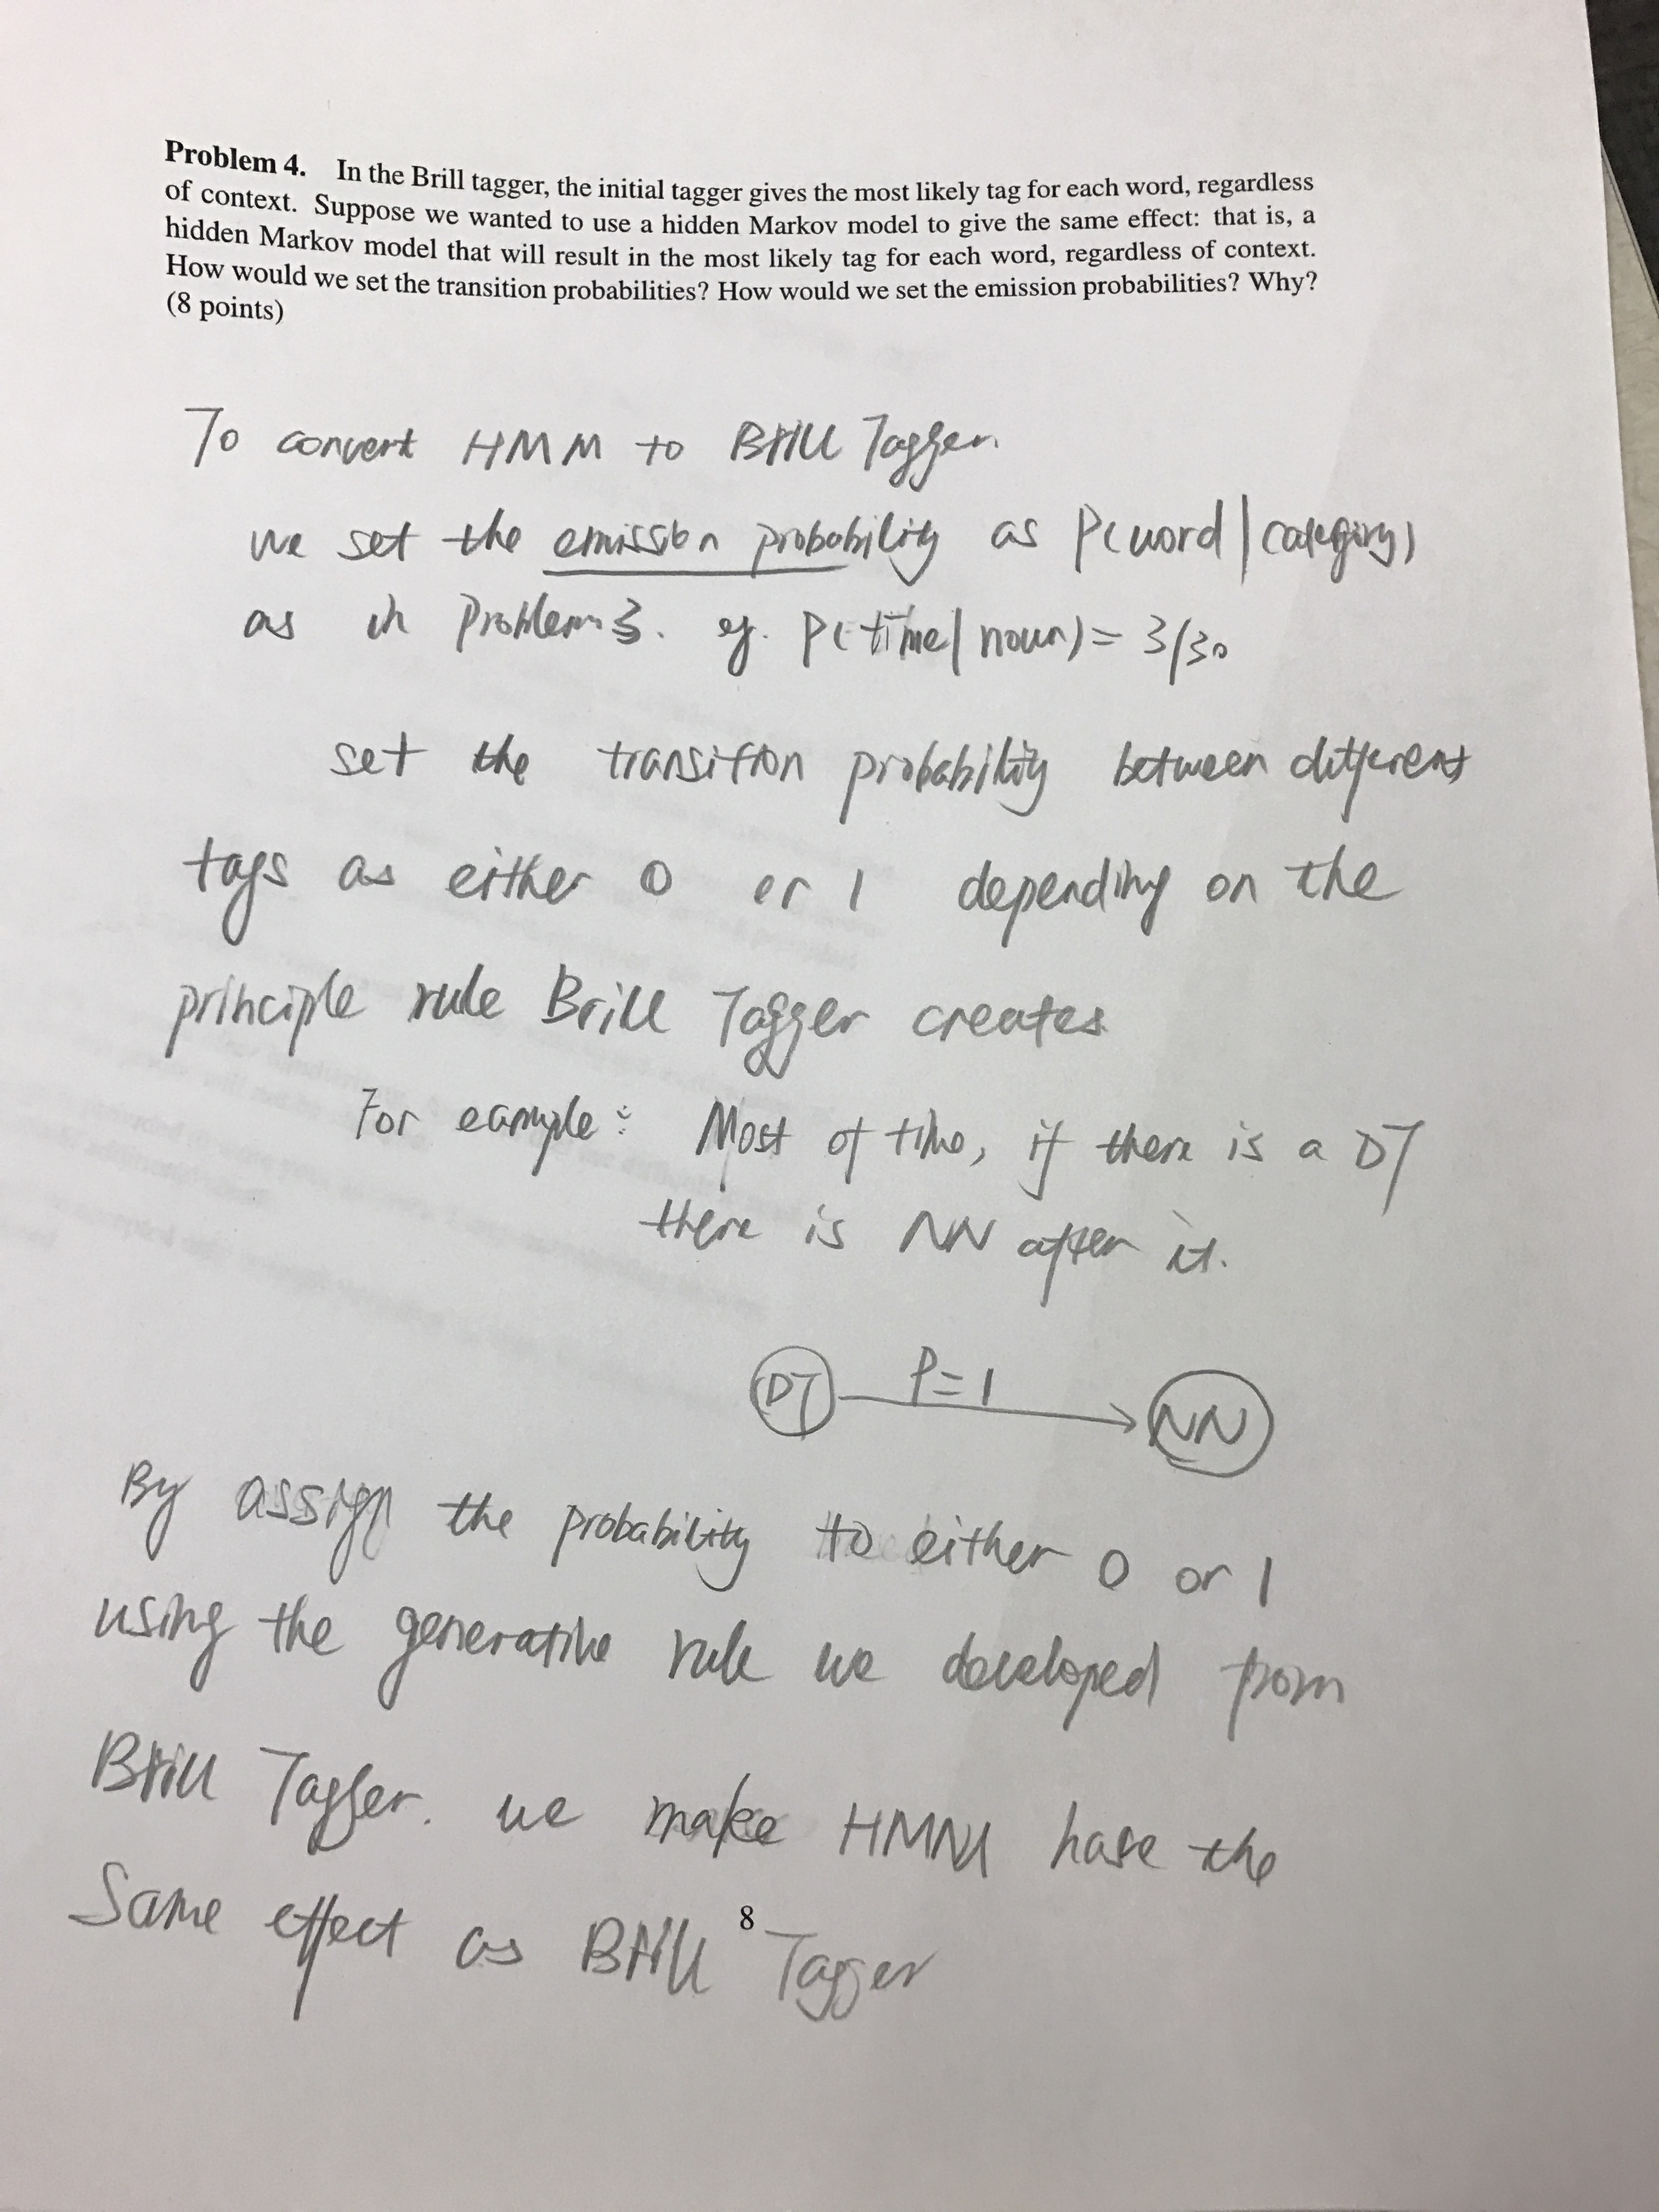 Problem 4. In the Brill tagger, the initial tagger gives the most likely tag for each word, regardless
of context. Suppose we wanted to use a hidden Markov model to give the same effect: that is, a
hidden Markov model that will result in the most likely tag for each word, regardless of context.
How would we set the transition probabilities? How would we set the emission probabilities? Why?
(8 points)
To convert HMM to Brill Tagger.
we set the emission probability as P(word | category)
as in Problem 3. eg. P(time | noun) = 3/30
set the transition probability between different
tags as either 0 or 1 depending on the
principle rule Brill Tagger creates
For eample: Most of time, if there is a DT
there is NN after it.
DT P=1 NN
By assign the probability to either 0 or 1
using the generative rule we developed from
Brill Tagger. we make HMM have the
Same effect as Brill Tagger
8